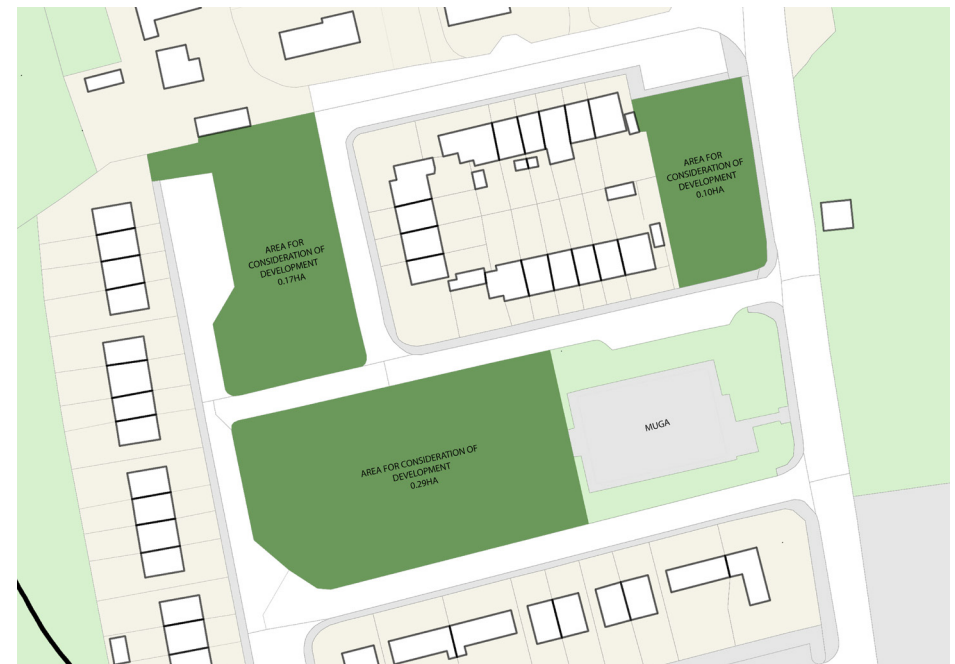 AREA FOR
CONSIDERATION OF
DEVELOPMENT
0.10HA
AREA FOR
CONSIDERATION OF
DEVELOPMENT
0.17HA
MUGA
AREA FOR CONSIDERATION OF
DEVELOPMENT
0.29HA